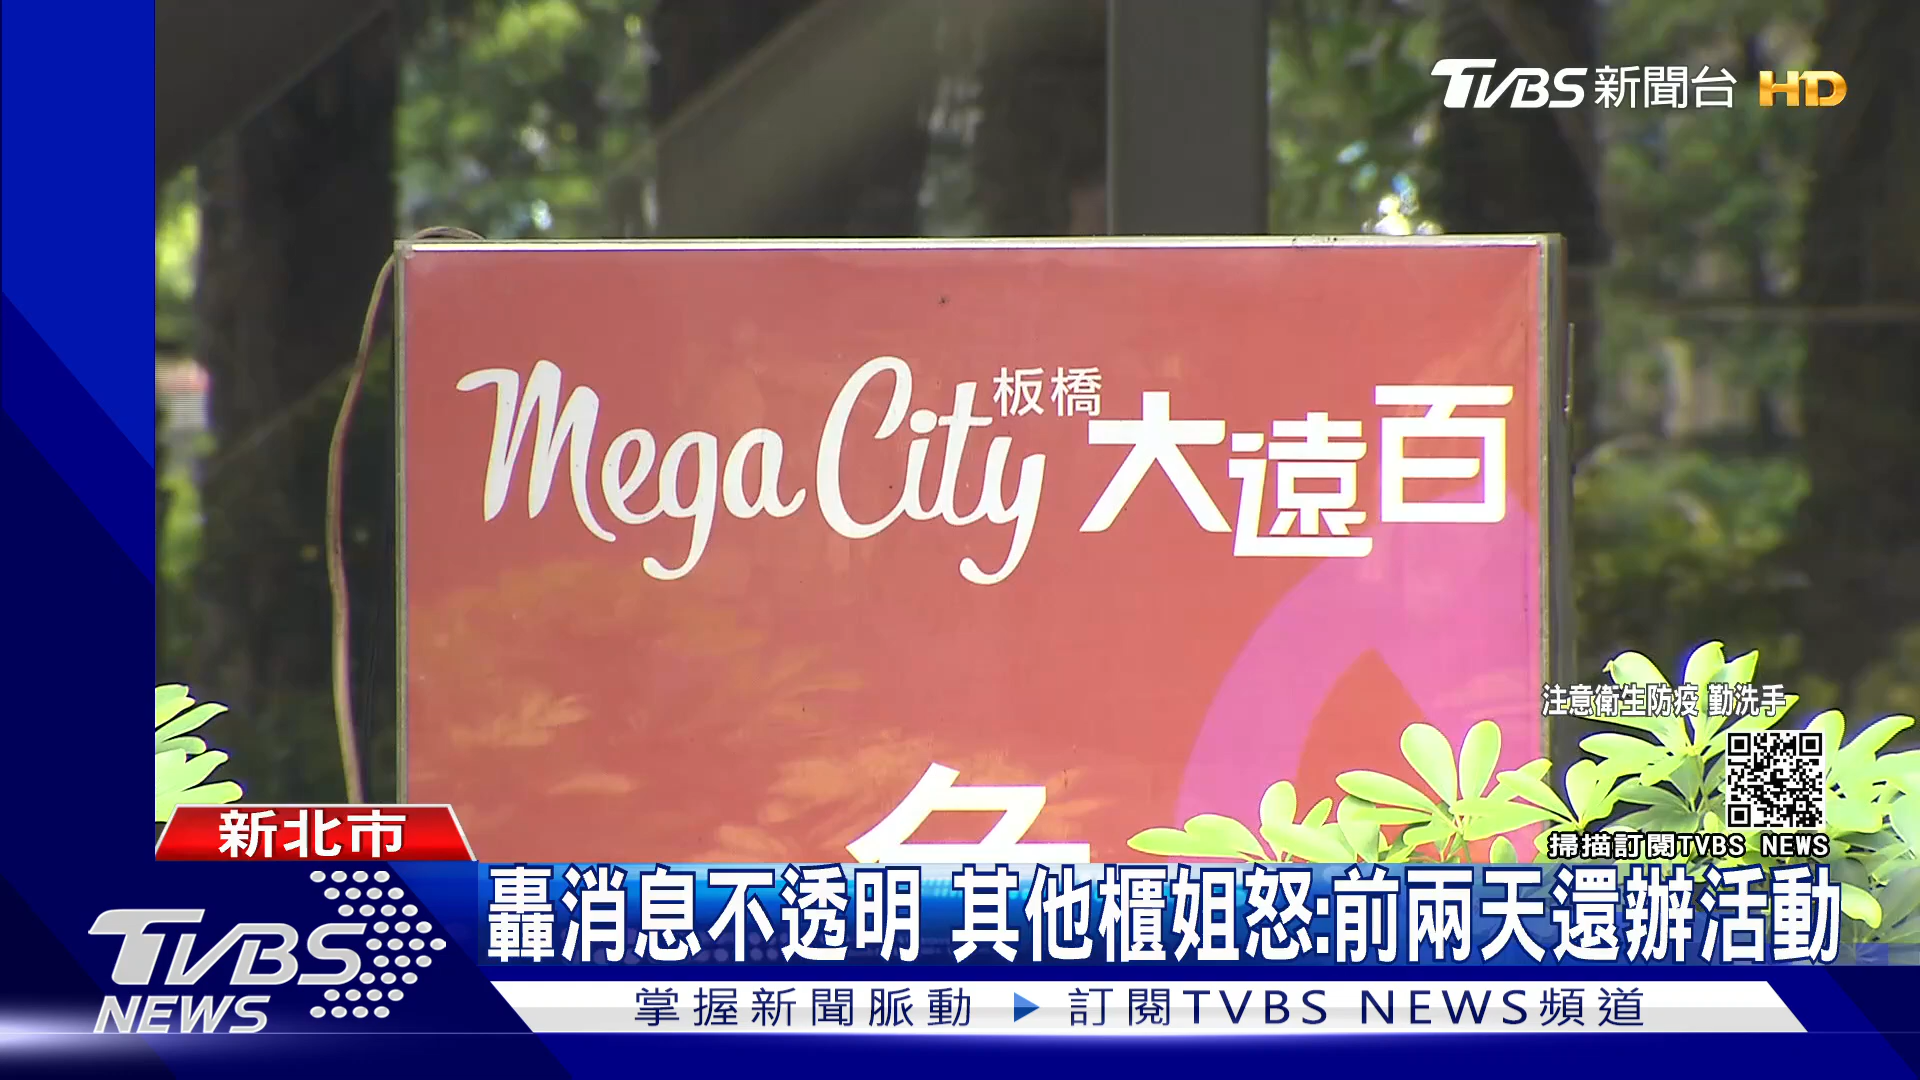 TVBS新聞台 HD
Mega City 板橋 大遠百
注意衛生防疫 勤洗手
掃描訂閱TVBS NEWS
新北市
轟消息不透明 其他櫃姐怒:前兩天還辦活動
TVBS NEWS
掌握新聞脈動 ▶ 訂閱TVBS NEWS頻道